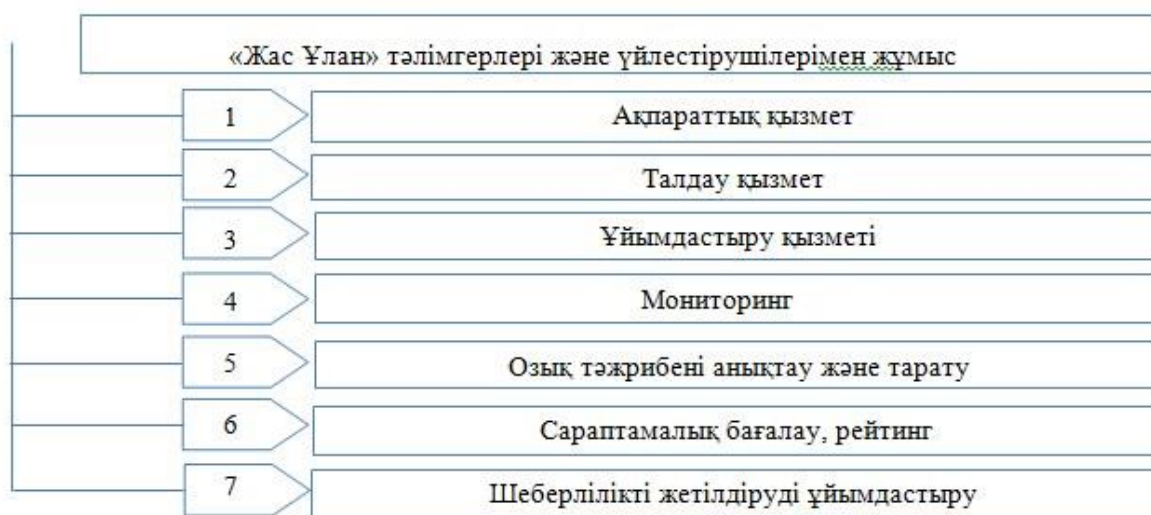 «Жас Ұлан» тәлімгерлері және үйлестірушілерімен жұмыс
1 Ақпараттық қызмет
2 Талдау қызмет
3 Ұйымдастыру қызметі
4 Мониторинг
5 Озық тәжрибені анықтау және тарату
6 Сараптамалық бағалау, рейтинг
7 Шеберлілікті жетілдіруді ұйымдастыру